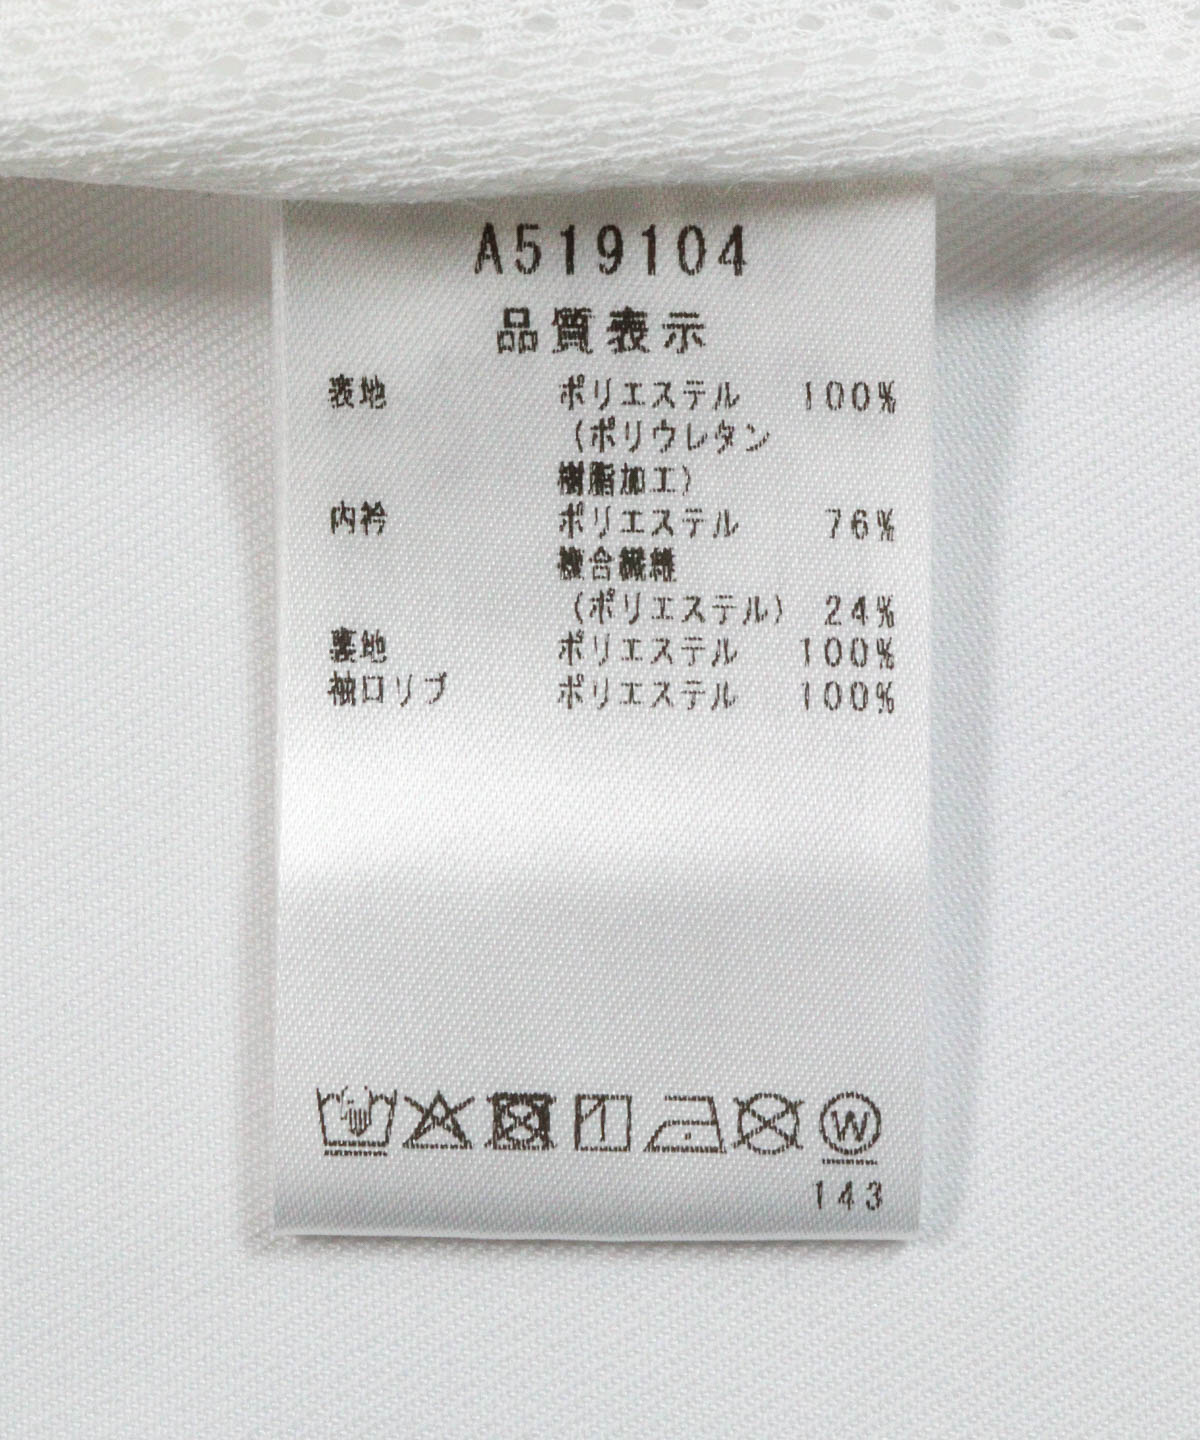 A519104
品質表示
表地 ポリエステル 100%
(ポリウレタン
樹脂加工)
内衿 ポリエステル 76%
複合繊維
(ポリエステル) 24%
裏地 ポリエステル 100%
袖口リブ ポリエステル 100%
W
143